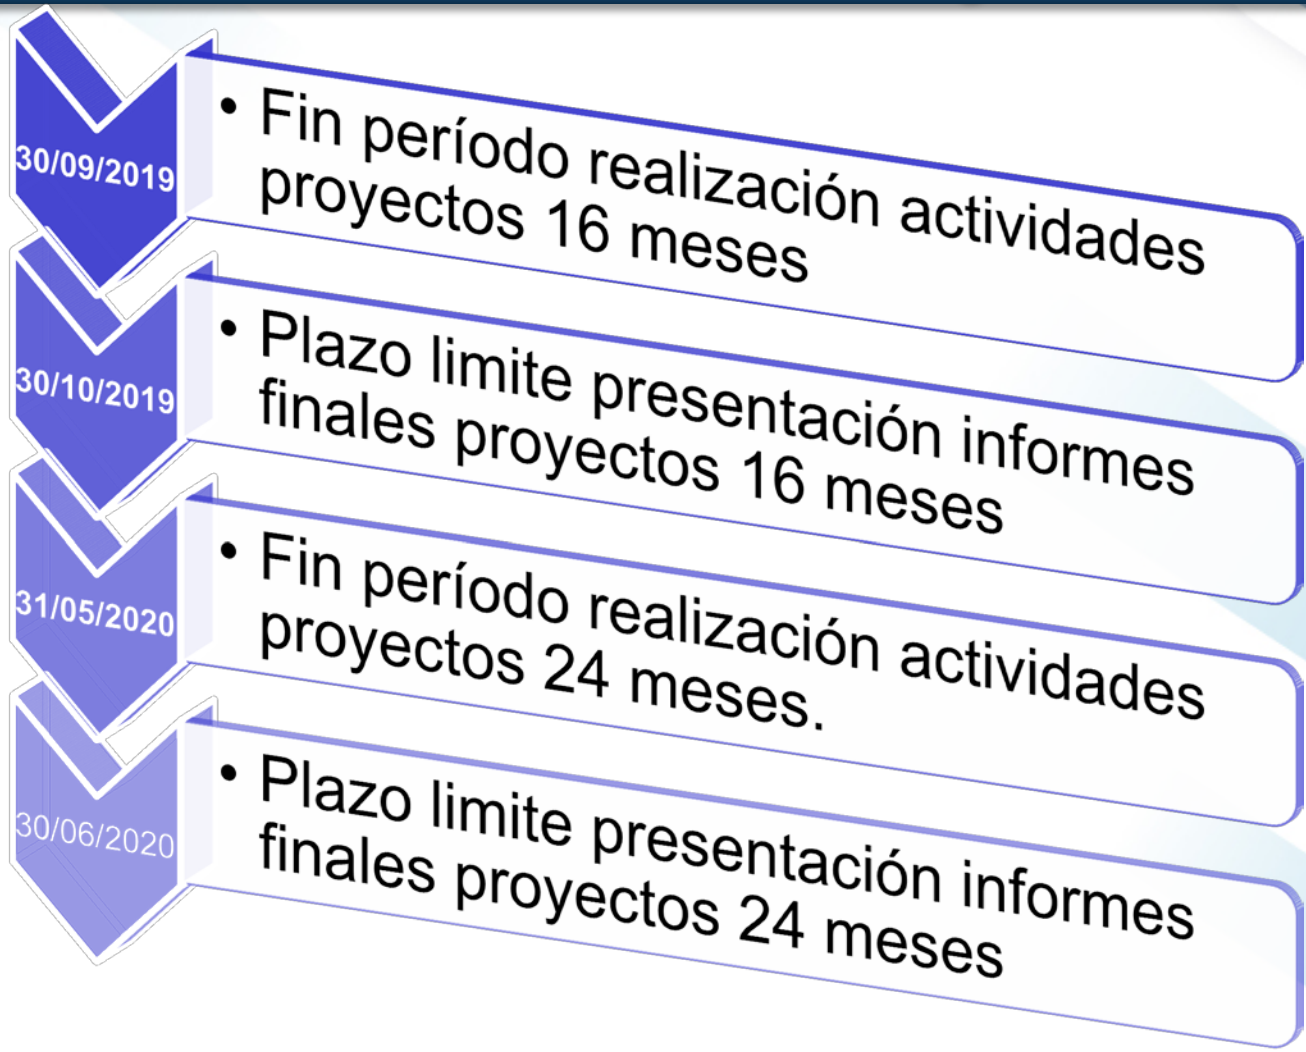 30/09/2019
• Fin período realización actividades
proyectos 16 meses
30/10/2019
• Plazo limite presentación informes
finales proyectos 16 meses
31/05/2020
• Fin período realización actividades
proyectos 24 meses.
30/06/2020
• Plazo limite presentación informes
finales proyectos 24 meses